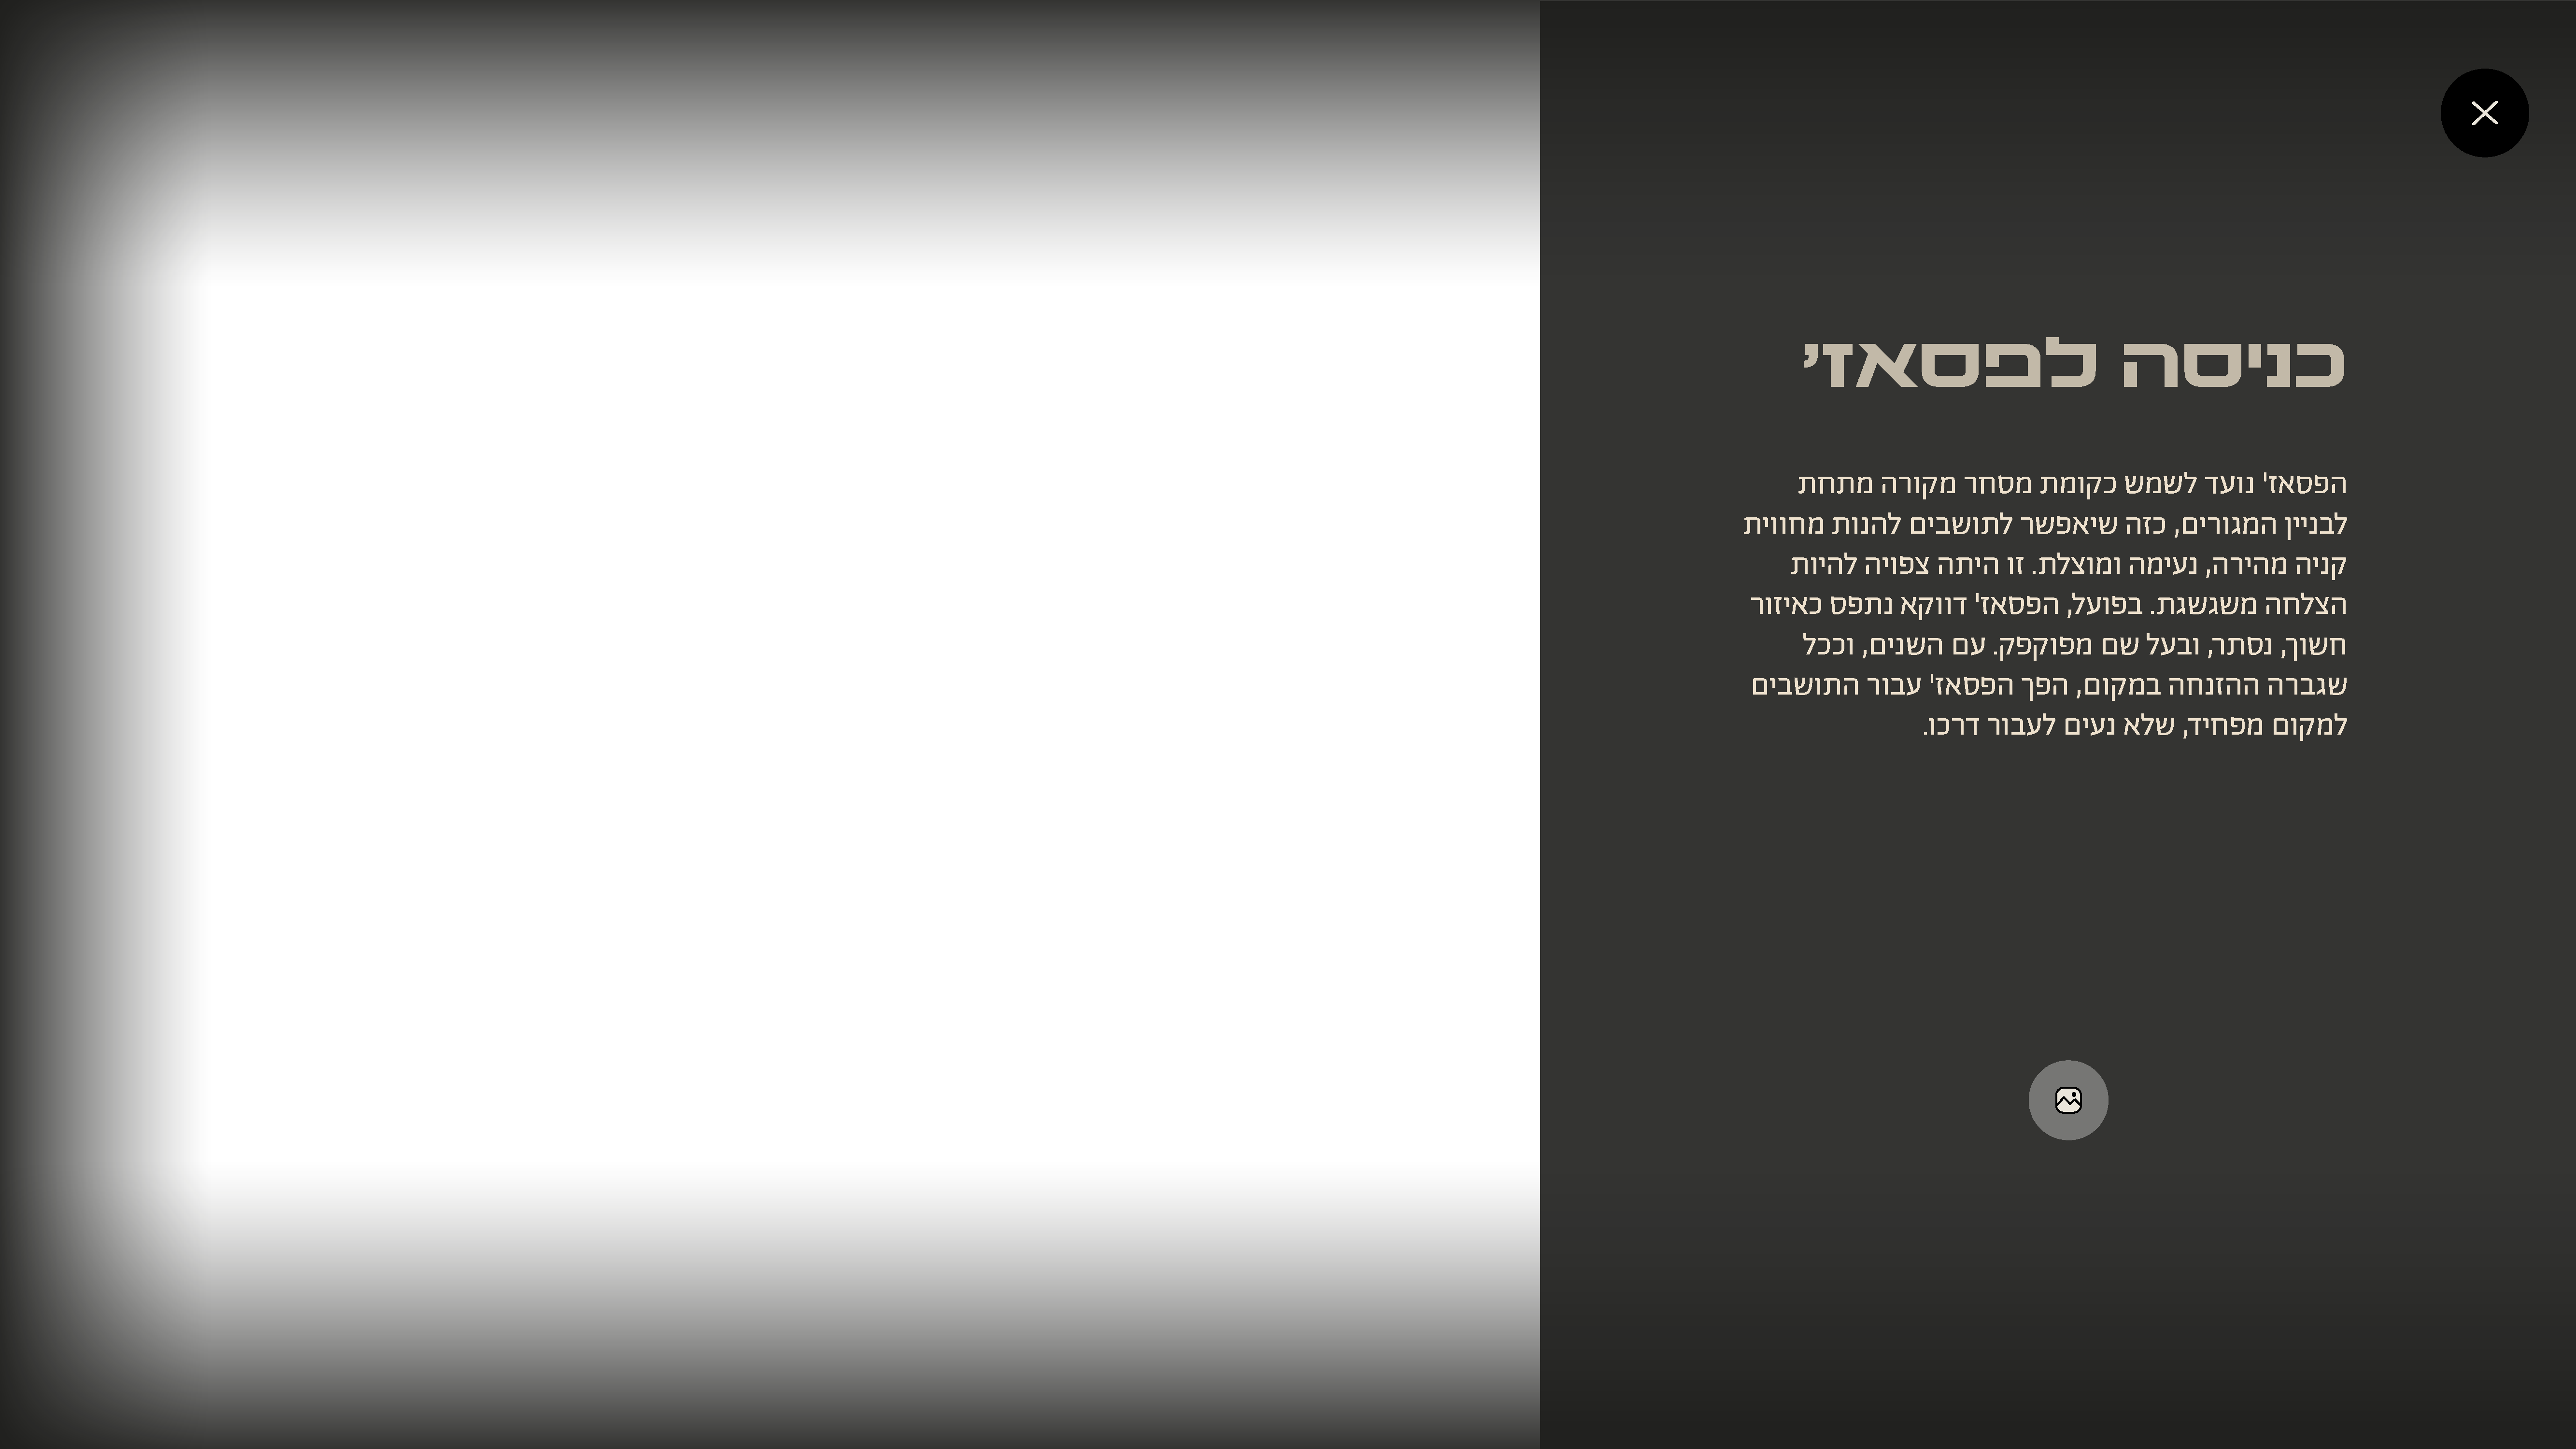 כניסה לפסאז׳
הפסאז' נועד לשמש כקומת מסחר מקורה מתחת
לבניין המגורים, כזה שיאפשר לתושבים להנות מחווית
קניה מהירה, נעימה ומוצלת. זו היתה צפויה להיות
הצלחה משגשגת. בפועל, הפסאז' דווקא נתפס כאיזור
חשוך, נסתר, ובעל שם מפוקפק. עם השנים, וככל
שגברה ההזנחה במקום, הפך הפסאז' עבור התושבים
למקום מפחיד, שלא נעים לעבור דרכו.